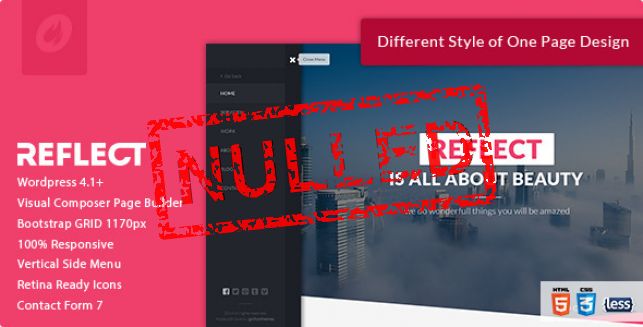 Different Style of One Page Design
Close Menu
HOME
REFLECT
Wordpress 4.1+
Visual Composer Page Builder
Bootstrap GRID 1170px
100% Responsive
Vertical Side Menu
Retina Ready Icons
Contact Form 7
NULLED
REFLECT
IS ALL ABOUT BEAUTY
we do wonderfull things you will be amazed
HTML
5
CSS
3
{less}